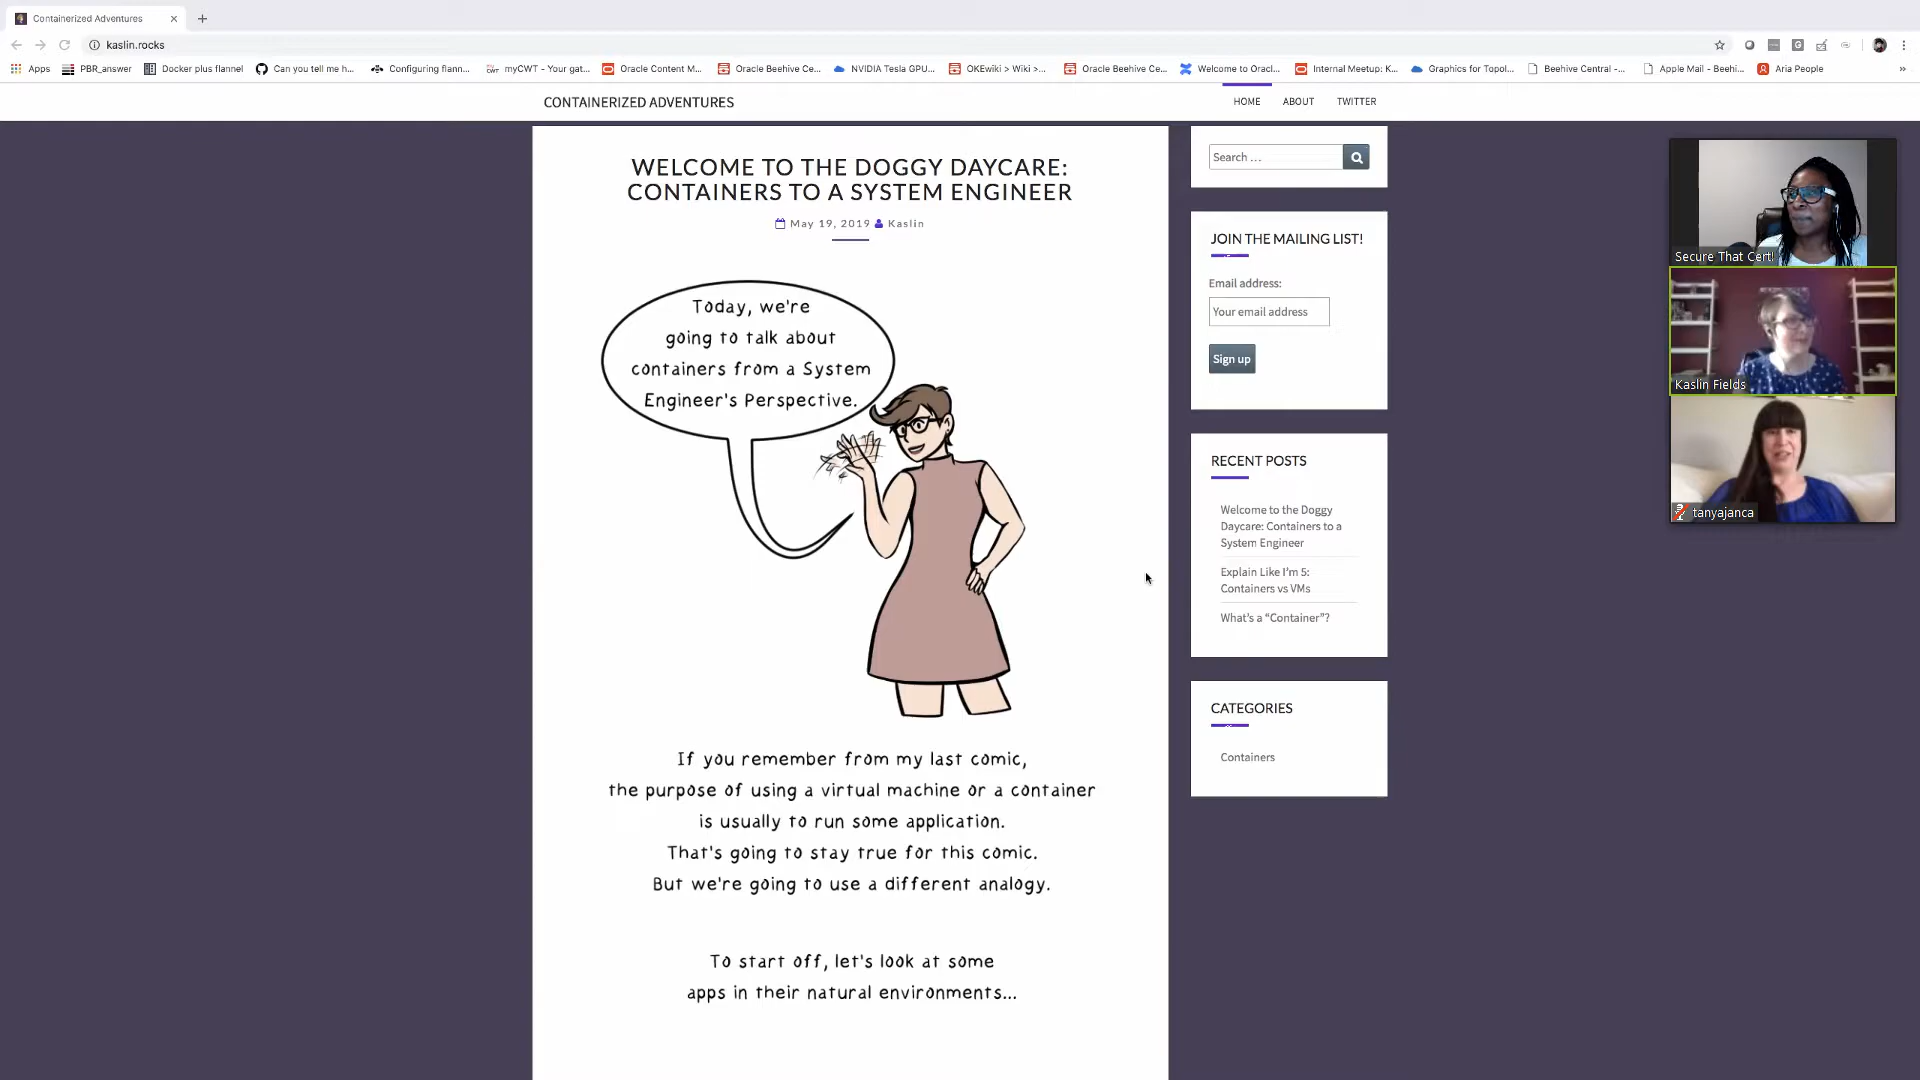 Containerized Adventures
kaslin.rocks
Apps
PBR_answer
Docker plus flannel
Can you tell me h...
Configuring flann...
myCWT - Your gat...
Oracle Content M...
Oracle Beehive Ce...
NVIDIA Tesla GPU...
OKEwiki > Wiki >...
Oracle Beehive Ce...
Welcome to Oracl...
Internal Meetup: K...
Graphics for Topol...
Beehive Central -...
Apple Mail - Beehi...
Aria People
CONTAINERIZED ADVENTURES
HOME
ABOUT
TWITTER
WELCOME TO THE DOGGY DAYCARE:
CONTAINERS TO A SYSTEM ENGINEER
May 19, 2019 Kaslin
Today, we're
going to talk about
containers from a System
Engineer's Perspective.
If you remember from my last comic,
the purpose of using a virtual machine or a container
is usually to run some application.
That's going to stay true for this comic.
But we're going to use a different analogy.
To start off, let's look at some
apps in their natural environments...
Search ...
JOIN THE MAILING LIST!
Email address:
Your email address
Sign up
RECENT POSTS
Welcome to the Doggy
Daycare: Containers to a
System Engineer
Explain Like I'm 5:
Containers vs VMs
What's a "Container"?
CATEGORIES
Containers
Secure That Cert!
Kaslin Fields
tanyajanca